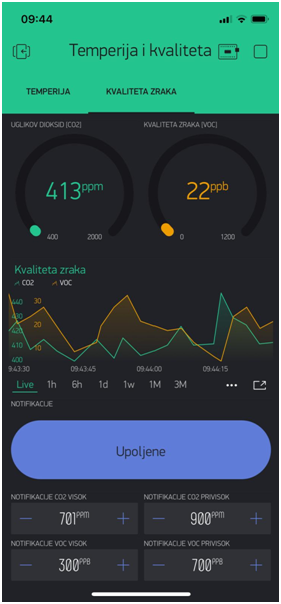 09:44
Temperija i kvaliteta
TEMPERIJA KVALITETA ZRAKA
UGLIKOV DIOKSID (CO2) KVALITETA ZRAKA (VOC)
413ppm 22ppb
400 2000 0 1200
Kvaliteta zraka
CO2 VOC
440 30
430
420 20
410 10
400
9:43:30 09:43:45 09:44:00 09:44:15
Live 1h 6h 1d 1w 1M 3M
NOTIFIKACIJE
Upoljene
NOTIFIKACIJE CO2 VISOK NOTIFIKACIJE CO2 PRIVISOK
− 701PPM + − 900PPM +
NOTIFIKACIJE VOC VISOK NOTIFIKACIJE VOC PRIVISOK
− 300PPB + − 700PPB +